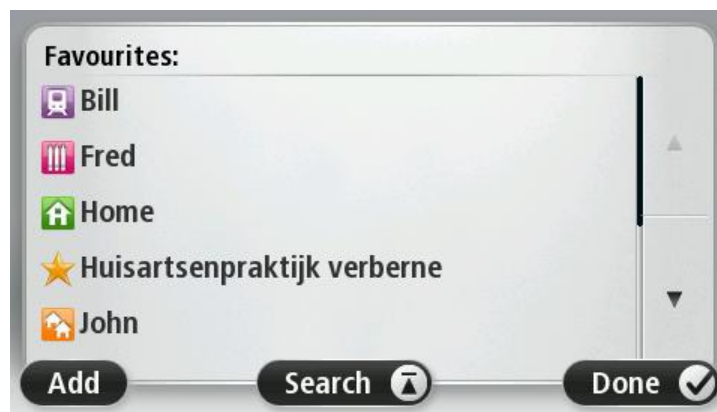 Favourites:
Bill
Fred
Home
Huisartsenpraktijk verberne
John
Add
Search
Done